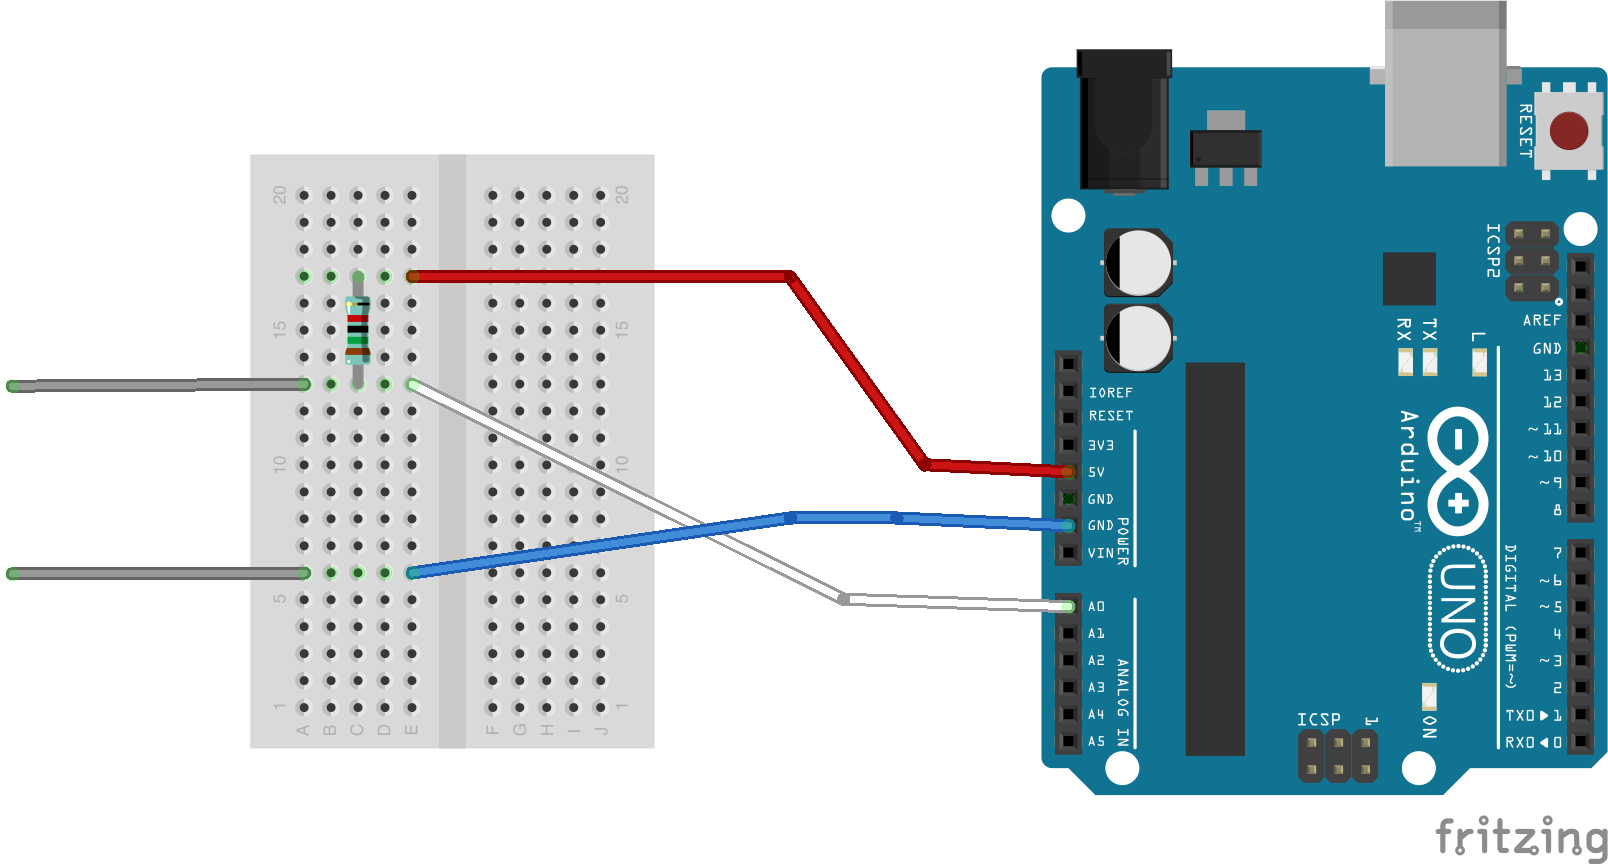 20
20
15
15
10
10
5
5
1
1
A B C D E
F G H I J
RESET
ICSP2
IOREF
RESET
3V3
5V
GND
GND
VIN
POWER
A0
A1
A2
A3
A4
A5
ANALOG IN
RX
TX
L
Arduino™
UNO
AREF
GND
13
12
~11
~10
~9
8
7
~6
~5
4
~3
2
TX0▶1
RX0◀0
DIGITAL (PWM=~)
ICSP
1
ON
fritzing